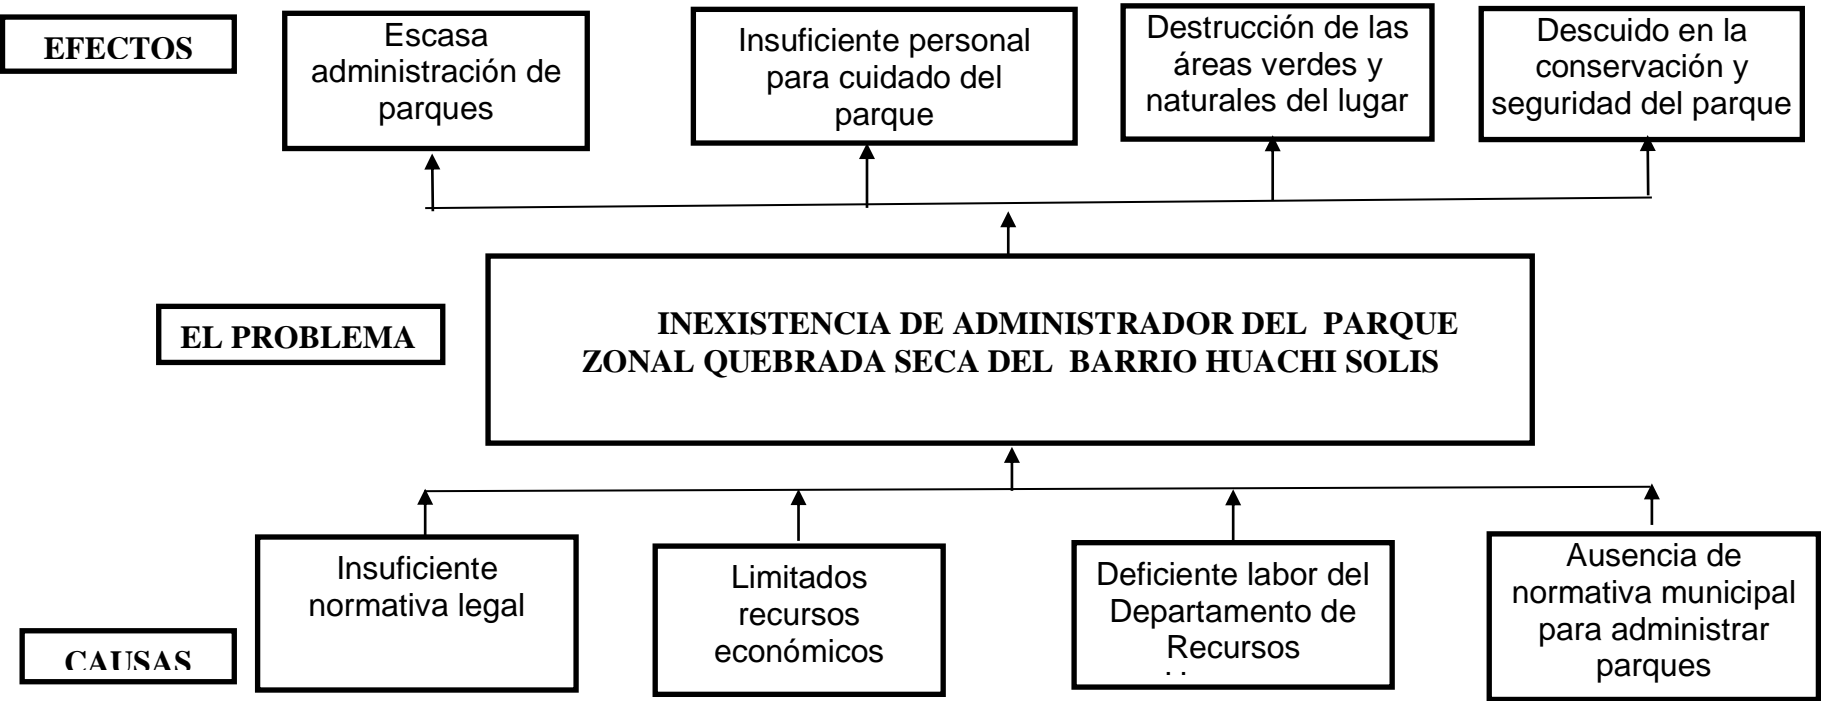 EFECTOS
Escasa
administración de
parques
Insuficiente personal
para cuidado del
parque
Destrucción de las
áreas verdes y
naturales del lugar
Descuido en la
conservación y
seguridad del parque
EL PROBLEMA
INEXISTENCIA DE ADMINISTRADOR DEL PARQUE
ZONAL QUEBRADA SECA DEL BARRIO HUACHI SOLIS
CAUSAS
Insuficiente
normativa legal
Limitados
recursos
económicos
Deficiente labor del
Departamento de
Recursos
Ausencia de
normativa municipal
para administrar
parques